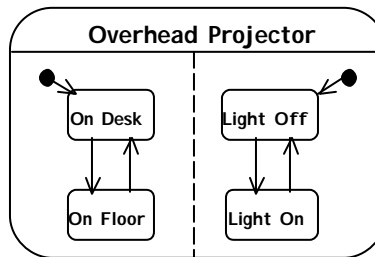 Overhead Projector
On Desk
Light Off
On Floor
Light On